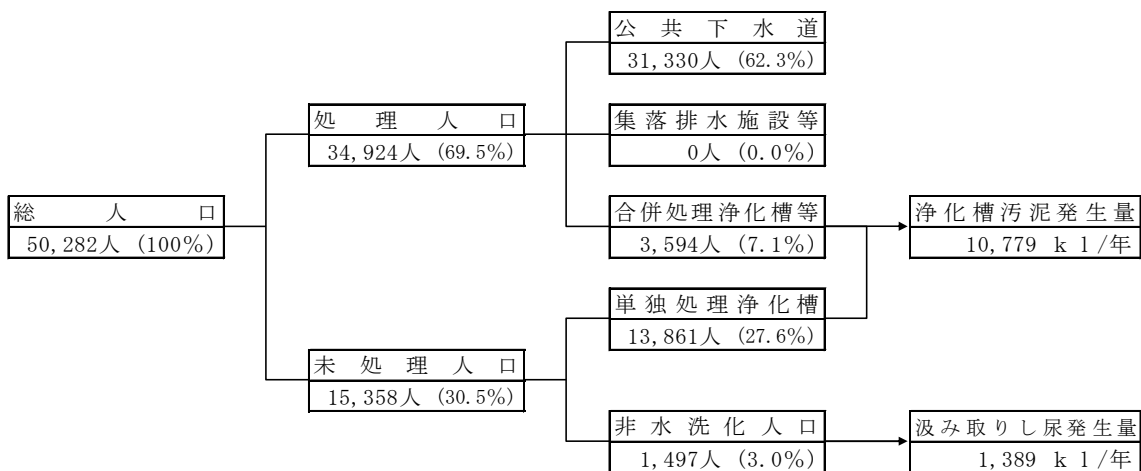 公共下水道
31,330人 (62.3%)
処理人口
34,924人 (69.5%)
集落排水施設等
0人 (0.0%)
総人口
50,282人 (100%)
合併処理浄化槽等
3,594人 (7.1%)
浄化槽汚泥発生量
10,779 kl/年
単独処理浄化槽
13,861人 (27.6%)
未処理人口
15,358人 (30.5%)
非水洗化人口
1,497人 (3.0%)
汲み取りし尿発生量
1,389 kl/年